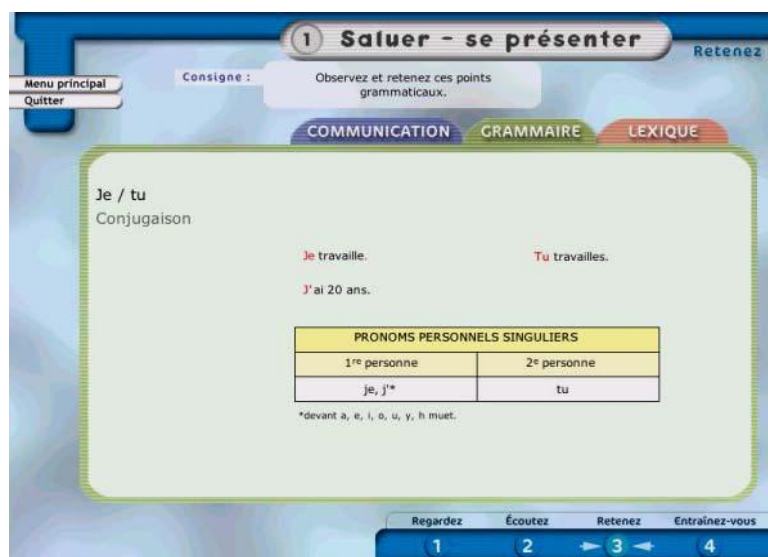 1 Saluer - se présenter
Retenez
Menu principal
Quitter
Consigne :
Observez et retenez ces points
grammaticaux.
COMMUNICATION GRAMMAIRE LEXIQUE
Je / tu
Conjugaison
Je travaille. Tu travailles.
J'ai 20 ans.
PRONOMS PERSONNELS SINGULIERS
1re personne 2e personne
je, j'* tu
*devant a, e, i, o, u, y, h muet.
Regardez Écoutez Retenez Entraînez-vous
1 2 3 4